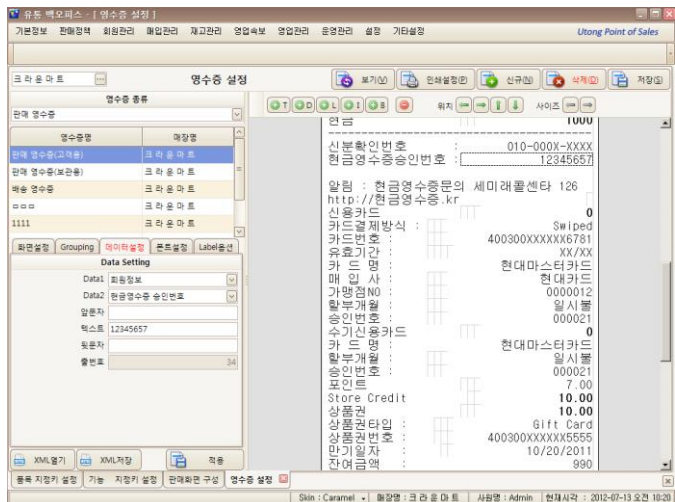 유통 백오피스 - [ 영수증 설정 ]
기본정보 판매정책 회원관리 매입관리 재고관리 영업속보 영업관리 운영관리 설정 기타설정 Utong Point of Sales
크라운마트 ... 영수증 설정 보기(V) 인쇄설정(P) 신규(N) 삭제(D) 저장(S)
영수증 종류
판매 영수증
T D L I B 위치 사이즈
영수증명 매장명
판매 영수증(고객용) 크라운마트
판매 영수증(보관용) 크라운마트
배송 영수증 크라운마트
ㅁㅁㅁ 크라운마트
1111 크라운마트
화면설정 Grouping 데이타설정 폰트설정 Label옵션
Data Setting
Data1 회원정보
Data2 현금영수증 승인번호
앞문자
텍스트 12345657
뒷문자
줄번호 34
XML열기 XML저장 적용
현금 1000
신분확인번호 : 010-000X-XXXX
현금영수증승인번호 : 12345657
알림 : 현금영수증문의 세미래콜센타 126
http://현금영수증.kr
신용카드 0
카드결제방식 : Swiped
카드번호 : 400300XXXXXX6781
유효기간 : XX/XX
카 드 명 : 현대마스터카드
매 입 사 : 현대카드
가맹점NO : 0000012
할부개월 : 일시불
승인번호 : 000021
수기신용카드 0
카 드 명 : 현대마스터카드
할부개월 : 일시불
승인번호 : 000021
포인트 7.00
Store Credit 10.00
상품권 10.00
상품권타입 : Gift Card
상품권번호 : 400300XXXXXX5555
만기일자 : 10/20/2011
잔여금액 : 990
품목 지정키 설정 기능 지정키 설정 판매화면 구성 영수증 설정
Skin : Caramel 매장명 : 크라운마트 사원명 : Admin 현재시각 : 2012-07-13 오전 10:20